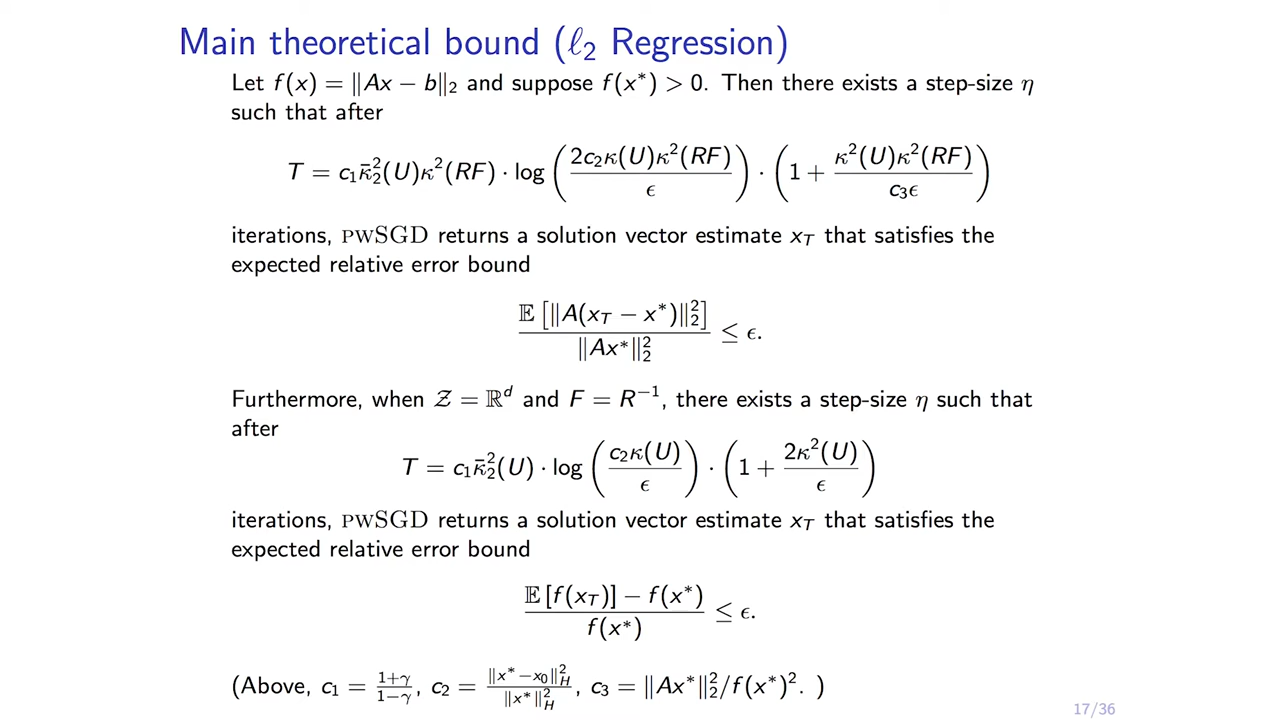 Main theoretical bound (ℓ₂ Regression)
Let f(x) = ‖Ax − b‖₂ and suppose f(x*) > 0. Then there exists a step-size η
such that after
T = c₁κ̄₂²(U)κ²(RF) · log(2c₂κ(U)κ²(RF) / ϵ) · (1 + κ²(U)κ²(RF) / c₃ϵ)
iterations, PWSGD returns a solution vector estimate x_T that satisfies the
expected relative error bound
𝔼[‖A(x_T − x*)‖₂²] / ‖Ax*‖₂² ≤ ϵ.
Furthermore, when 𝒵 = ℝᵈ and F = R⁻¹, there exists a step-size η such that
after
T = c₁κ̄₂²(U) · log(c₂κ(U) / ϵ) · (1 + 2κ²(U) / ϵ)
iterations, PWSGD returns a solution vector estimate x_T that satisfies the
expected relative error bound
𝔼[f(x_T)] − f(x*) / f(x*) ≤ ϵ.
(Above, c₁ = 1+γ / 1−γ, c₂ = ‖x*−x₀‖_H² / ‖x*‖_H², c₃ = ‖Ax*‖₂²/f(x*)². )
17/36